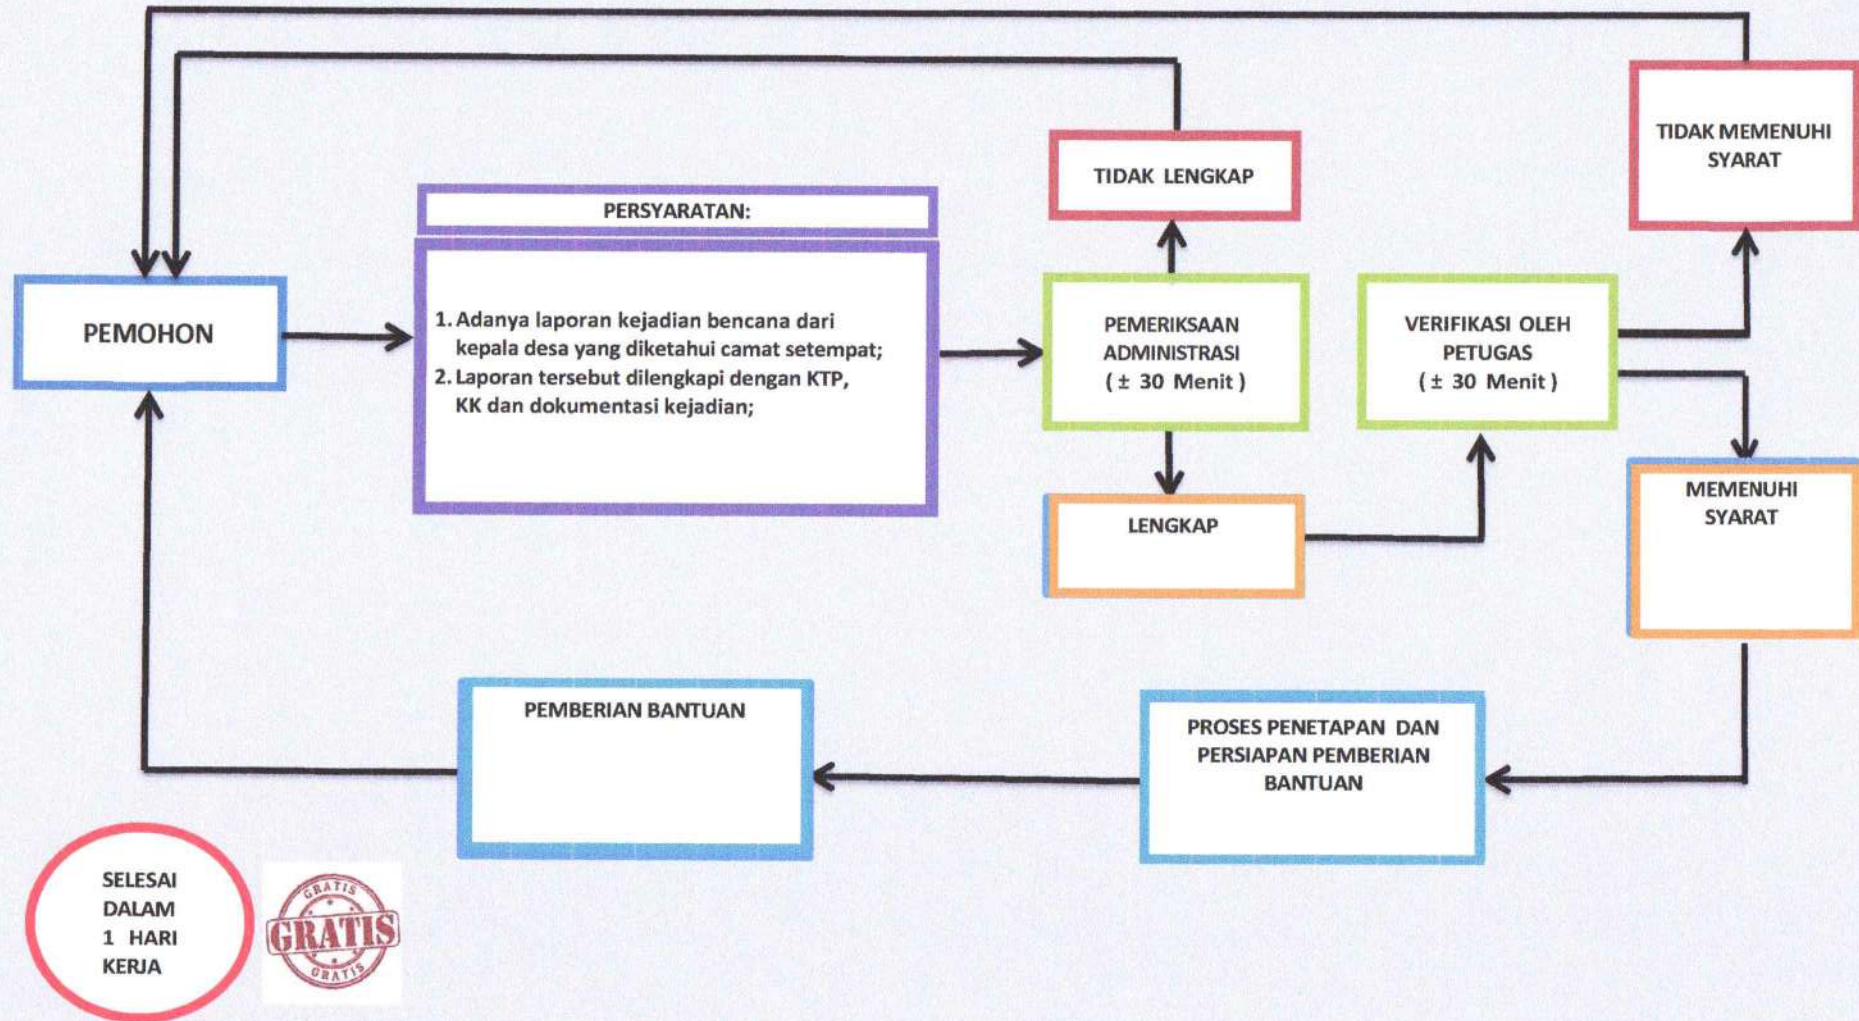 TIDAK MEMENUHI
SYARAT
TIDAK LENGKAP
PERSYARATAN:
PEMOHON
1. Adanya laporan kejadian bencana dari
kepala desa yang diketahui camat setempat;
2. Laporan tersebut dilengkapi dengan KTP,
KK dan dokumentasi kejadian;
PEMERIKSAAN
ADMINISTRASI
( ± 30 Menit )
VERIFIKASI OLEH
PETUGAS
( ± 30 Menit )
LENGKAP
MEMENUHI
SYARAT
PEMBERIAN BANTUAN
PROSES PENETAPAN DAN
PERSIAPAN PEMBERIAN
BANTUAN
SELESAI
DALAM
1 HARI
KERJA
GRATIS
GRATIS
GRATIS